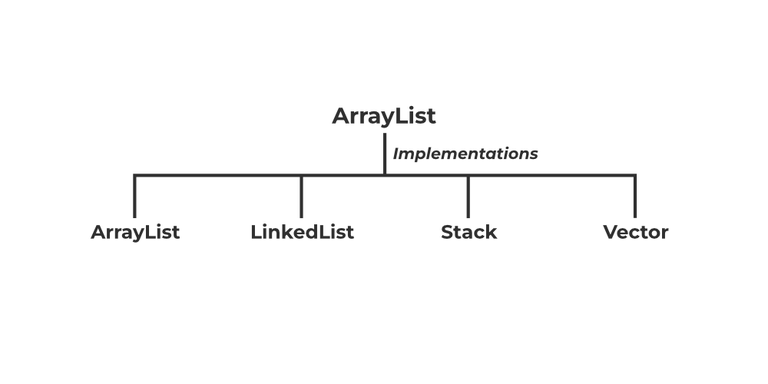 ArrayList
Implementations
ArrayList LinkedList Stack Vector